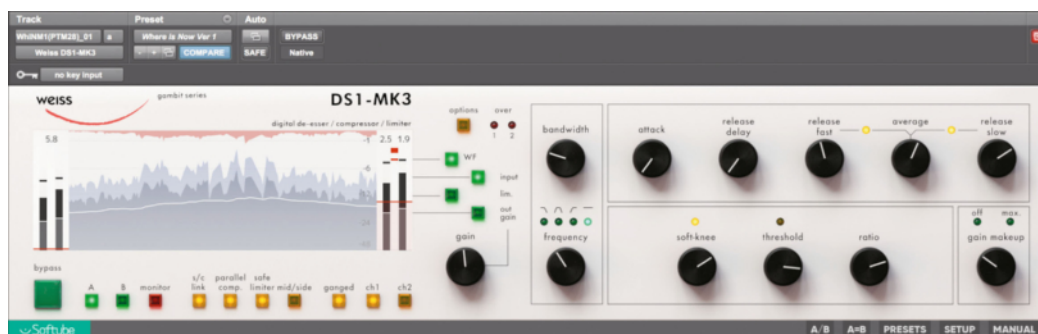 Track Preset Auto
WhINM1(PTM28)_01 a Where is Now Ver 1 BYPASS
Weiss DS1-MK3 - + COMPARE SAFE Native
no key input
weiss gambit series DS1-MK3
digital de-esser / compressor / limiter
options over
1 2
5.8 -1 2.5 1.9
-6
WF
input
lim.
out
gain
gain
bandwidth attack release
delay release
fast average release
slow
frequency soft-knee threshold ratio off max.
gain makeup
bypass
A B monitor s/c
link parallel
comp. safe
limiter mid/side ganged ch1 ch2
Softube A/B A=B PRESETS SETUP MANUAL